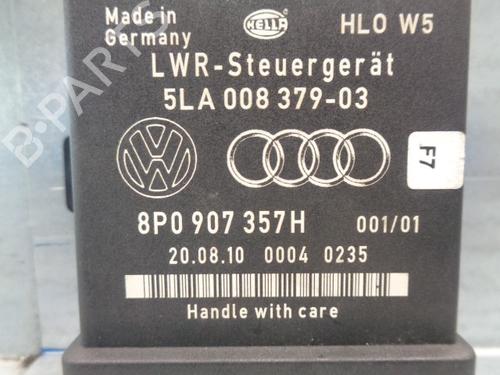 Made in
Germany
HELLA
HLO W5
LWR-Steuergerät
5LA 008 379-03
F7
8P0 907 357H
001/01
20.08.10 0004 0235
Handle with care
B-PARTS